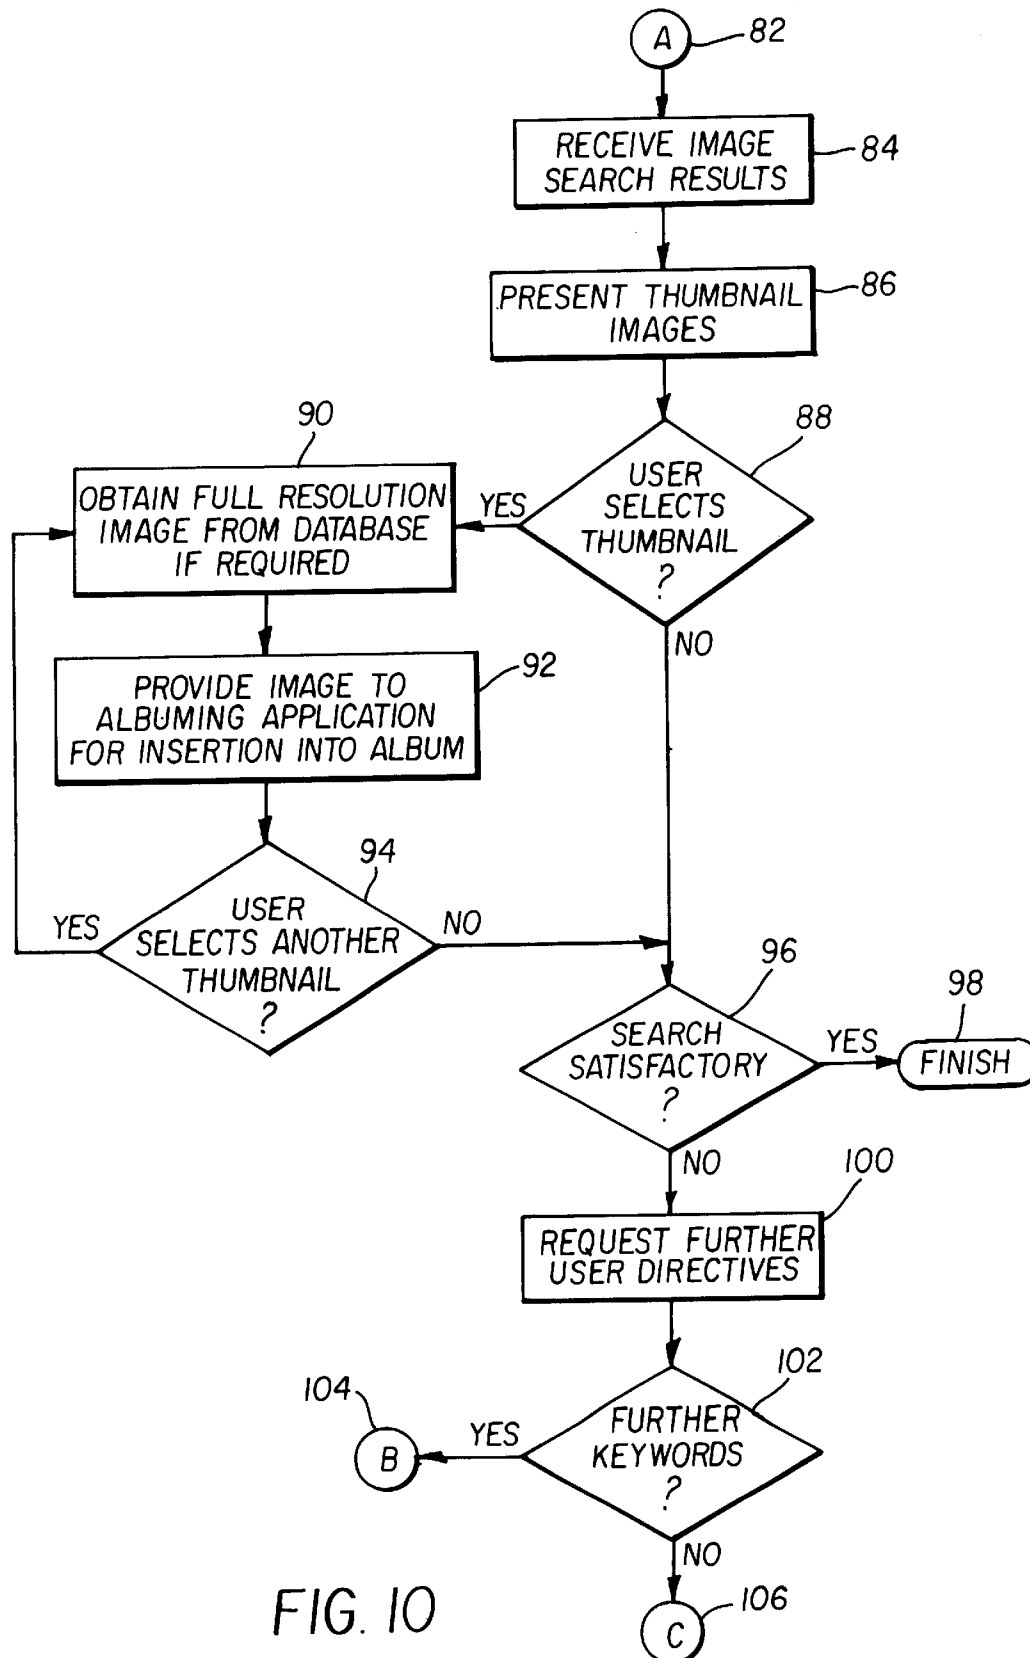 A
82
RECEIVE IMAGE
SEARCH RESULTS
84
PRESENT THUMBNAIL
IMAGES
86
88
USER
SELECTS
THUMBNAIL
?
YES
NO
90
OBTAIN FULL RESOLUTION
IMAGE FROM DATABASE
IF REQUIRED
92
PROVIDE IMAGE TO
ALBUMING APPLICATION
FOR INSERTION INTO ALBUM
94
USER
SELECTS ANOTHER
THUMBNAIL
?
YES
NO
96
SEARCH
SATISFACTORY
?
YES
98
FINISH
NO
100
REQUEST FURTHER
USER DIRECTIVES
102
FURTHER
KEYWORDS
?
YES
104
B
NO
106
C
FIG. 10